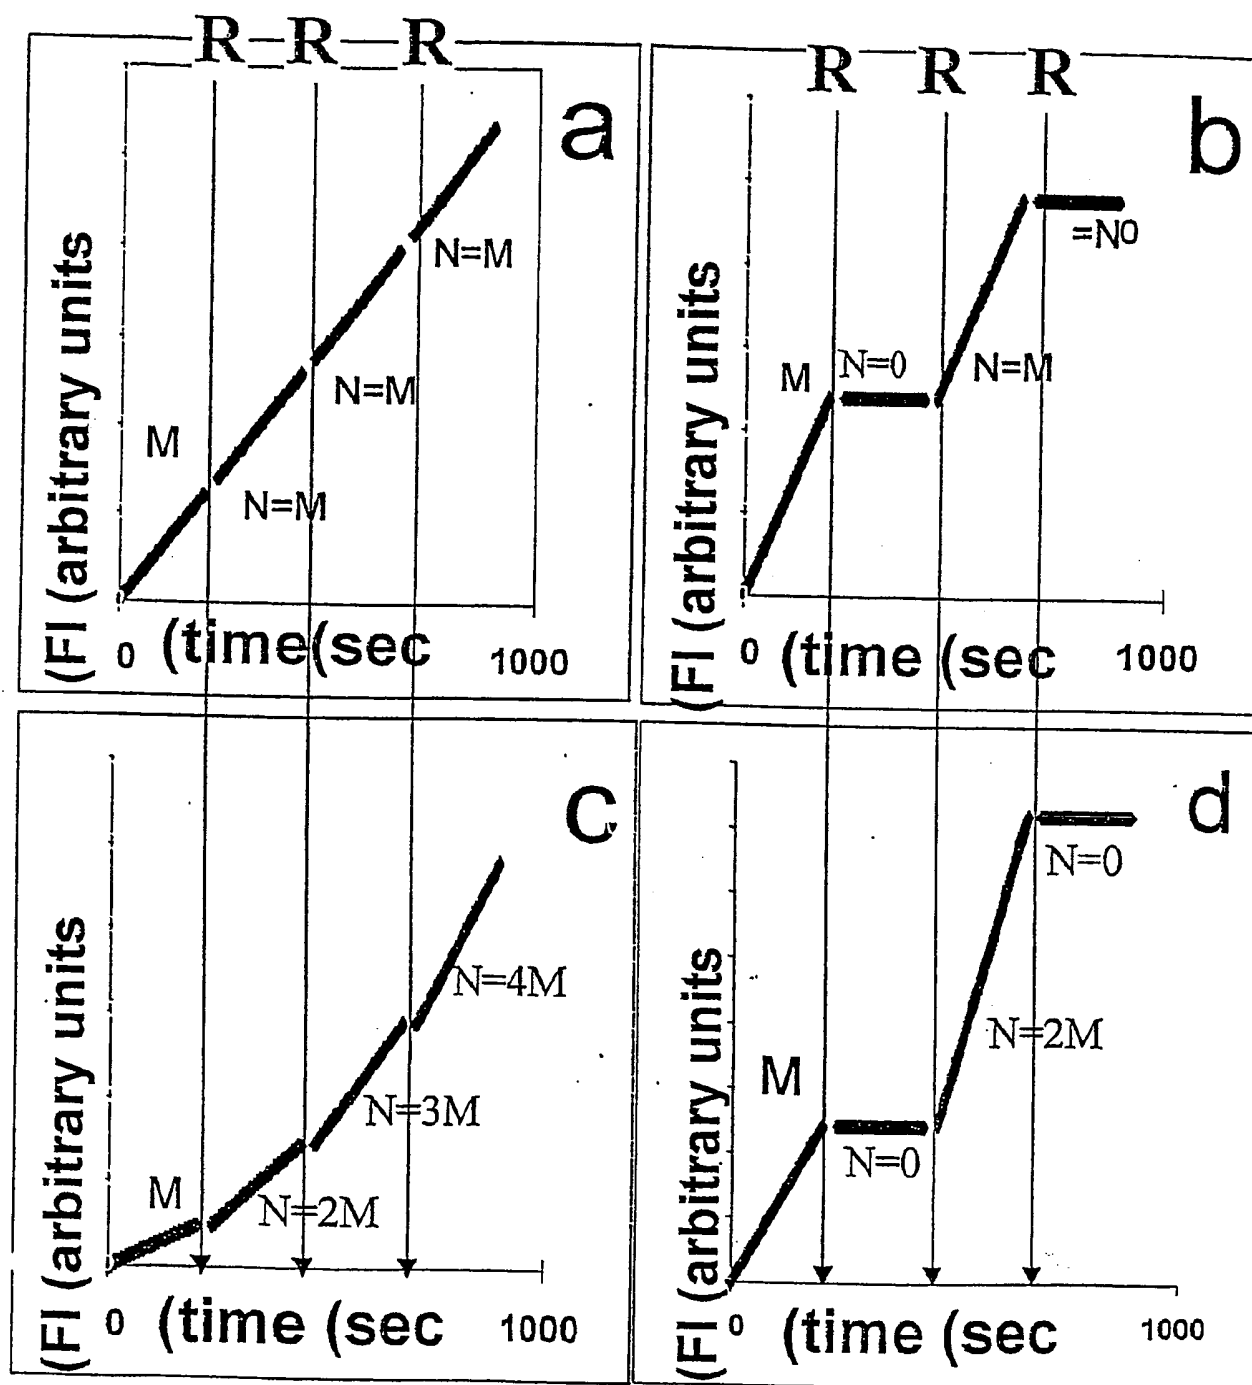 R R R
a
(FI (arbitrary units
M
N=M
N=M
N=M
0
(time(sec
1000
R R R
b
(FI (arbitrary units
M
N=0
N=M
=N0
0
(time (sec
1000
c
(FI (arbitrary units
M
N=2M
N=3M
N=4M
0
(time (sec
1000
d
(FI (arbitrary units
M
N=0
N=2M
N=0
0
(time (sec
1000